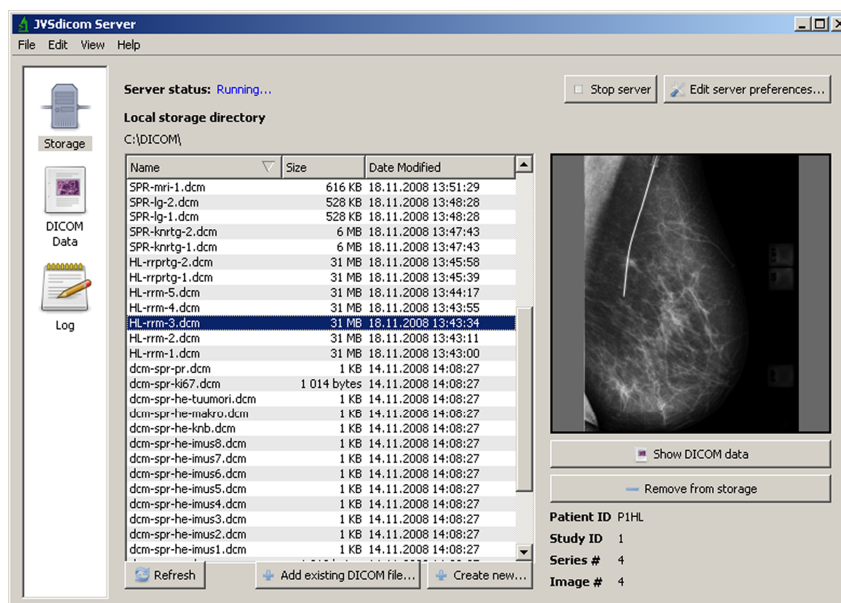 JVSdicom Server
File Edit View Help
Server status: Running...
Stop server
Edit server preferences...
Local storage directory
C:\DICOM\
Storage
DICOM
Data
Log
Name Size Date Modified
SPR-mri-1.dcm 616 KB 18.11.2008 13:51:29
SPR-lg-2.dcm 528 KB 18.11.2008 13:48:28
SPR-lg-1.dcm 528 KB 18.11.2008 13:48:28
SPR-knrtg-2.dcm 6 MB 18.11.2008 13:47:43
SPR-knrtg-1.dcm 6 MB 18.11.2008 13:47:43
HL-rrprtg-2.dcm 31 MB 18.11.2008 13:45:58
HL-rrprtg-1.dcm 31 MB 18.11.2008 13:45:39
HL-rrm-5.dcm 31 MB 18.11.2008 13:44:17
HL-rrm-4.dcm 31 MB 18.11.2008 13:43:55
HL-rrm-3.dcm 31 MB 18.11.2008 13:43:34
HL-rrm-2.dcm 31 MB 18.11.2008 13:43:11
HL-rrm-1.dcm 31 MB 18.11.2008 13:43:00
dcm-spr-pr.dcm 1 KB 14.11.2008 14:08:27
dcm-spr-ki67.dcm 1 014 bytes 14.11.2008 14:08:27
dcm-spr-he-tuumori.dcm 1 KB 14.11.2008 14:08:27
dcm-spr-he-makro.dcm 1 KB 14.11.2008 14:08:27
dcm-spr-he-knb.dcm 1 KB 14.11.2008 14:08:27
dcm-spr-he-imus8.dcm 1 KB 14.11.2008 14:08:27
dcm-spr-he-imus7.dcm 1 KB 14.11.2008 14:08:27
dcm-spr-he-imus6.dcm 1 KB 14.11.2008 14:08:27
dcm-spr-he-imus5.dcm 1 KB 14.11.2008 14:08:27
dcm-spr-he-imus4.dcm 1 KB 14.11.2008 14:08:27
dcm-spr-he-imus3.dcm 1 KB 14.11.2008 14:08:27
dcm-spr-he-imus2.dcm 1 KB 14.11.2008 14:08:27
dcm-spr-he-imus1.dcm 1 KB 14.11.2008 14:08:27
Refresh
Add existing DICOM file...
Create new...
Show DICOM data
Remove from storage
Patient ID P1HL
Study ID 1
Series # 4
Image # 4